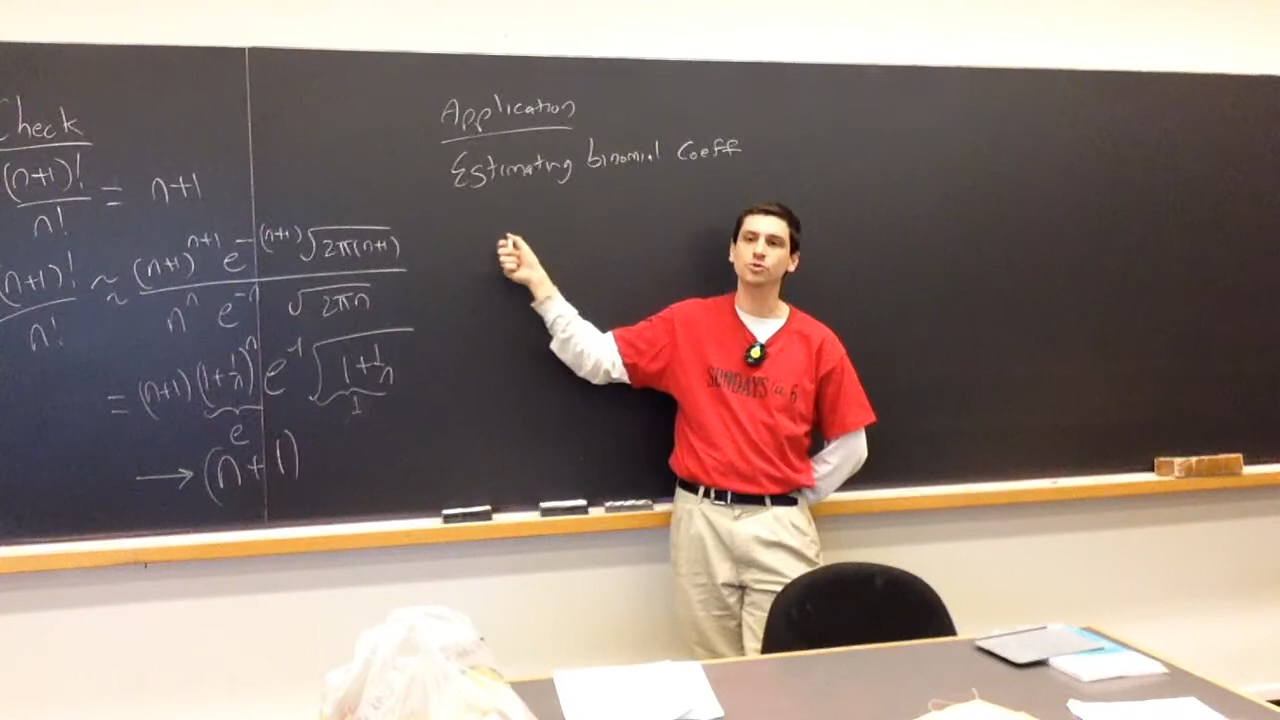 Check
(n+1)!/n! = n+1
(n+1)!/n! ≈ (n+1)^{n+1} e^{-(n+1)} √(2π(n+1)) / n^n e^{-n} √(2πn)
= (n+1) (1+1/n)^n e^{-1} √(1+1/n)
e 1
→ (n+1)
Application
Estimating binomial coeff
SUNDAYS